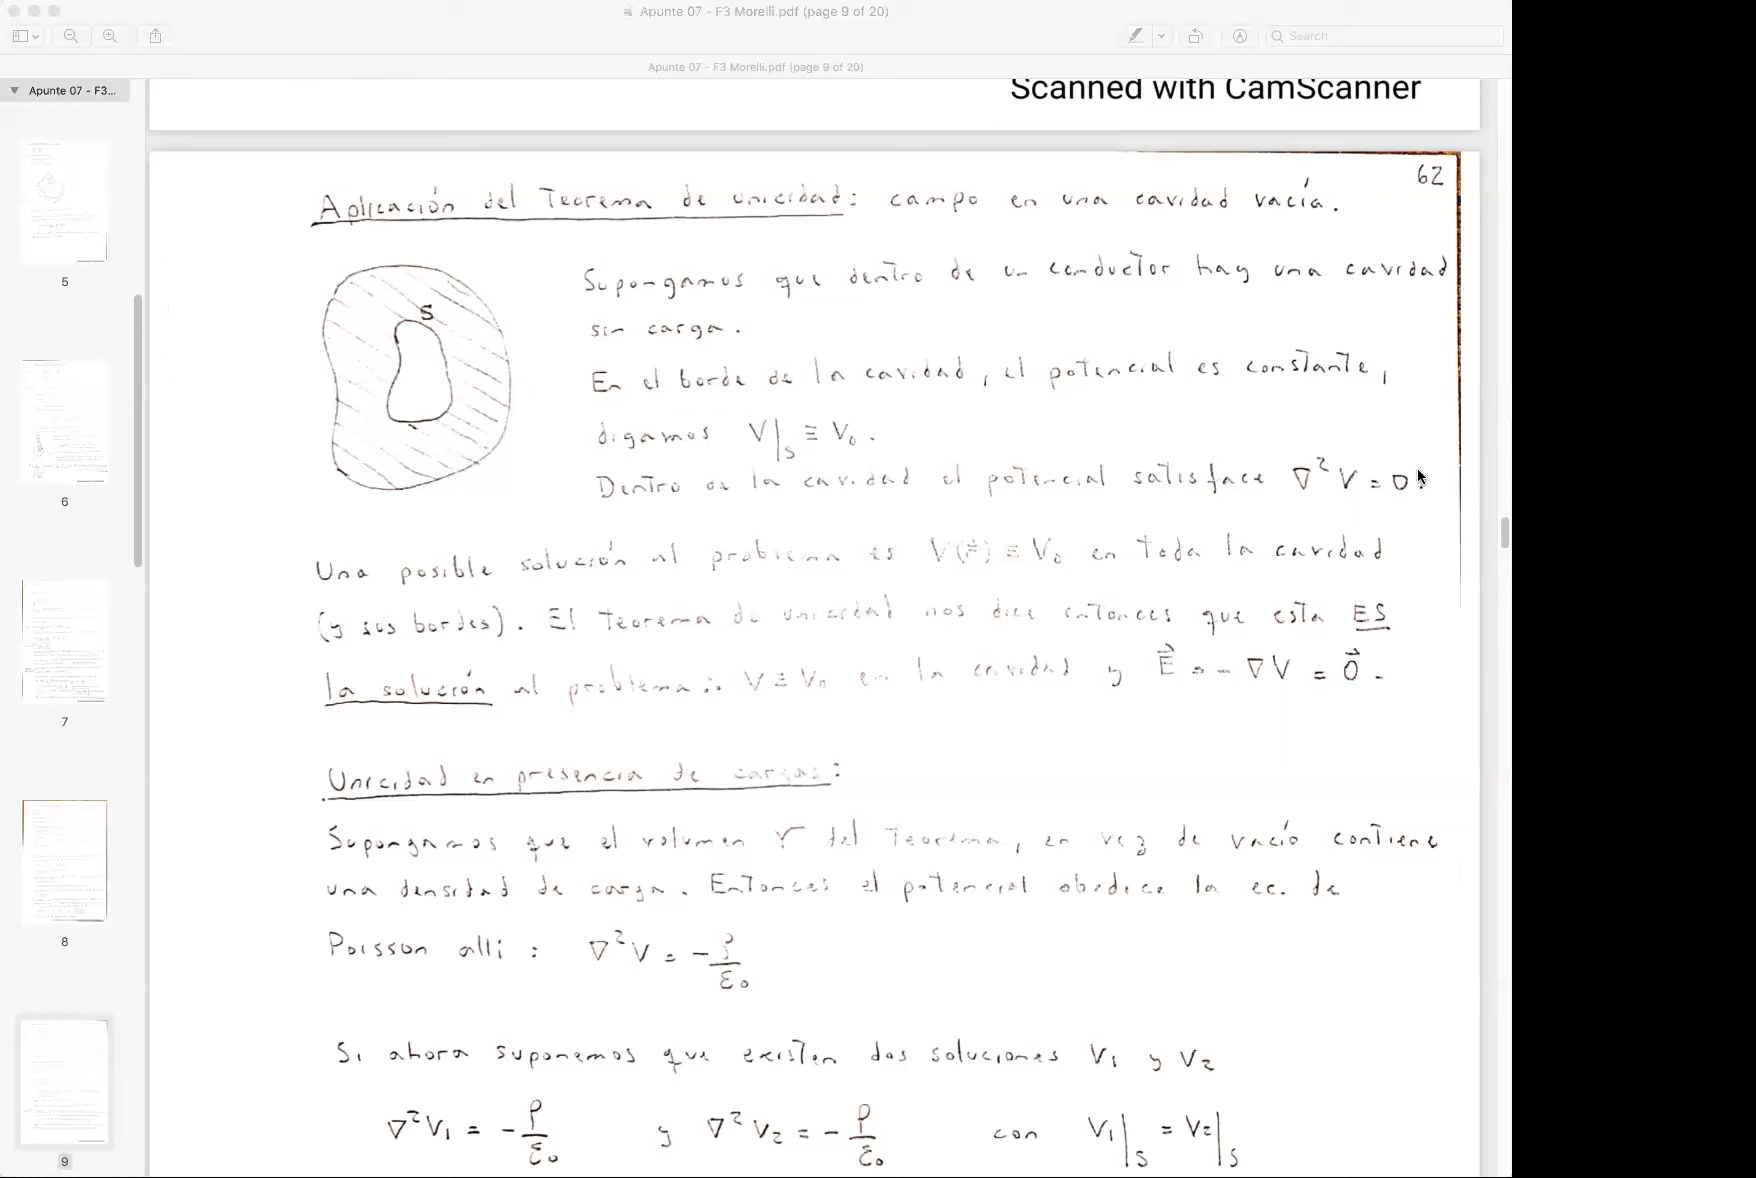 Apunte 07 - F3 Morelli.pdf (page 9 of 20)
Search
Apunte 07 - F3 Morelli.pdf (page 9 of 20)
Apunte 07 - F3...
5
6
7
8
9
Scanned with CamScanner
62
Aplicación del Teorema de unicidad: campo en una cavidad vacía.
S
Supongamos que dentro de un conductor hay una cavidad
sin carga.
En el borde de la cavidad, el potencial es constante,
digamos V|S ≡ V₀.
Dentro de la cavidad el potencial satisface ∇²V = 0.
Una posible solución al problema es V(r⃗) ≡ V₀ en toda la cavidad
(y sus bordes). El teorema de unicidad nos dice entonces que esta ES
la solución al problema ∴ V ≡ V₀ en la cavidad y E⃗ = -∇V = 0⃗.
Unicidad en presencia de cargas:
Supongamos que el volumen ϒ del Teorema, en vez de vacío contiene
una densidad de carga. Entonces el potencial obedece la ec. de
Poisson allí: ∇²V = -ρ/ε₀
Si ahora suponemos que existen dos soluciones V₁ y V₂
∇²V₁ = -ρ/ε₀ y ∇²V₂ = -ρ/ε₀ con V₁|S = V₂|S